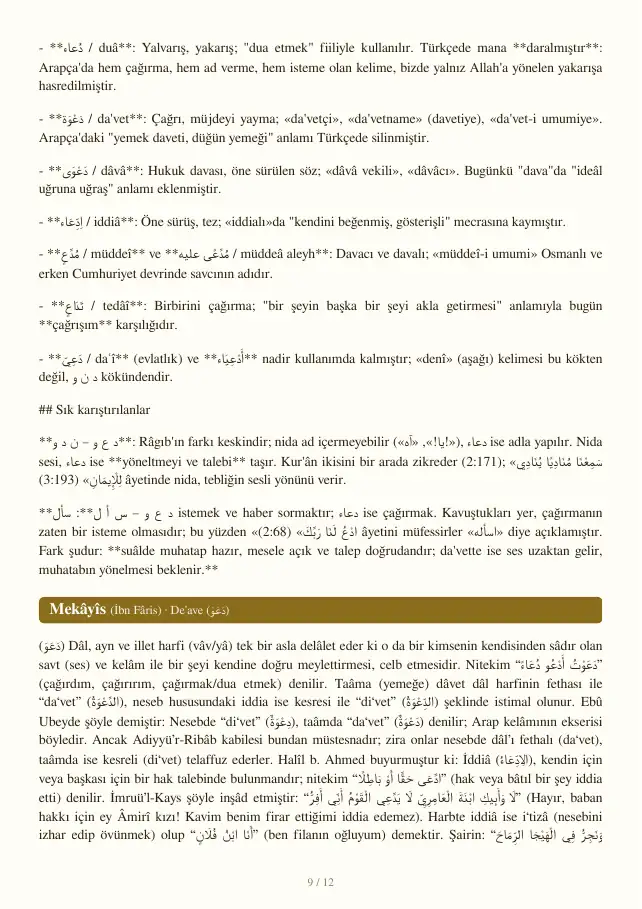 - **دُعاء / duâ**: Yalvarış, yakarış; "dua etmek" fiiliyle kullanılır. Türkçede mana **daralmıştır**:
Arapça'da hem çağırma, hem ad verme, hem isteme olan kelime, bizde yalnız Allah'a yönelen yakarışa
hasredilmiştir.
- **دَعْوَة / da'vet**: Çağrı, müjdeyi yayma; «da'vetçi», «da'vetname» (davetiye), «da'vet-i umumiye».
Arapça'daki "yemek daveti, düğün yemeği" anlamı Türkçede silinmiştir.
- **دَعْوَى / dâvâ**: Hukuk davası, öne sürülen söz; «dâvâ vekili», «dâvâcı». Bugünkü "dava"da "ideâl
uğruna uğraş" anlamı eklenmiştir.
- **اِدِّعَاء / iddiâ**: Öne sürüş, tez; «iddialı»da "kendini beğenmiş, gösterişli" mecrasına kaymıştır.
- **مُدَّعٍ / müddeî** ve **مُدَّعًى عليه / müddeâ aleyh**: Davacı ve davalı; «müddeî-i umumi» Osmanlı ve
erken Cumhuriyet devrinde savcının adıdır.
- **تَدَاعٍ / tedâî**: Birbirini çağırma; "bir şeyin başka bir şeyi akla getirmesi" anlamıyla bugün
**çağrışım** karşılığıdır.
- **دَعِيّ / daʿî** (evlatlık) ve **أَدْعِيَاء** nadir kullanımda kalmıştır; «denî» (aşağı) kelimesi bu kökten
değil, د ن و kökündendir.
## Sık karıştırılanlar
**د ع و – ن د و**: Râgıb'ın farkı keskindir; nida ad içermeyebilir («يا!», «آه!»), دعاء ise adla yapılır. Nida
sesi, دعاء ise **yöneltmeyi ve talebi** taşır. Kur'ân ikisini bir arada zikreder (2:171); «سَمِعْنَا مُنَادِيًا يُنَادِي
لِلْإِيمَانِ» (3:193) âyetinde nida, tebliğin sesli yönünü verir.
**د ع و – س أ ل**: سأل istemek ve haber sormaktır; دعاء ise çağırmak. Kavuştukları yer, çağırmanın
zaten bir isteme olmasıdır; bu yüzden «ادْعُ لَنَا رَبَّكَ» (2:68) âyetini müfessirler «اسأله» diye açıklamıştır.
Fark şudur: **suâlde muhatap hazır, mesele açık ve talep doğrudandır; da'vette ise ses uzaktan gelir,
muhatabın yönelmesi beklenir.**
Mekâyîs (İbn Fâris) · De'ave (دَعَوَ)
(دَعَوَ) Dâl, ayn ve illet harfi (vâv/yâ) tek bir asla delâlet eder ki o da bir kimsenin kendisinden sâdır olan
savt (ses) ve kelâm ile bir şeyi kendine doğru meylettirmesi, celb etmesidir. Nitekim “دَعَوْتُ أَدْعُو دُعَاءً”
(çağırdım, çağırırım, çağırmak/dua etmek) denilir. Taâma (yemeğe) dâvet dâl harfinin fethası ile
“da‘vet” (الدَّعْوَةُ), neseb hususundaki iddia ise kesresi ile “di‘vet” (الدِّعْوَةُ) şeklinde istimal olunur. Ebû
Ubeyde şöyle demiştir: Nesebde “di‘vet” (دِعْوَةٌ), taâmda “da‘vet” (دَعْوَةٌ) denilir; Arap kelâmının ekserisi
böyledir. Ancak Adiyyü’r-Ribâb kabilesi bundan müstesnadır; zira onlar nesebde dâl’ı fethalı (da‘vet),
taâmda ise kesreli (di‘vet) telaffuz ederler. Halîl b. Ahmed buyurmuştur ki: İddiâ (الِادِّعَاءُ), kendin için
veya başkası için bir hak talebinde bulunmandır; nitekim “ادَّعَى حَقًّا أَوْ بَاطِلًا” (hak veya bâtıl bir şey iddia
etti) denilir. İmruü’l-Kays şöyle inşâd etmiştir: “لَا وَأَبِيكِ ابْنَةَ الْعَامِرِيِّ لَا يَدَّعِي الْقَوْمُ أَنِّي أَفِرُّ” (Hayır, baban
hakkı için ey Âmirî kızı! Kavim benim firar ettiğimi iddia edemez). Harbte iddiâ ise i‘tizâ (nesebini
izhar edip övünmek) olup “أَنَا ابْنُ فُلَانٍ” (ben filanın oğluyum) demektir. Şairin: “وَنَجِرُّ فِي الْهَيْجَا الرِّمَاحَ
9 / 12